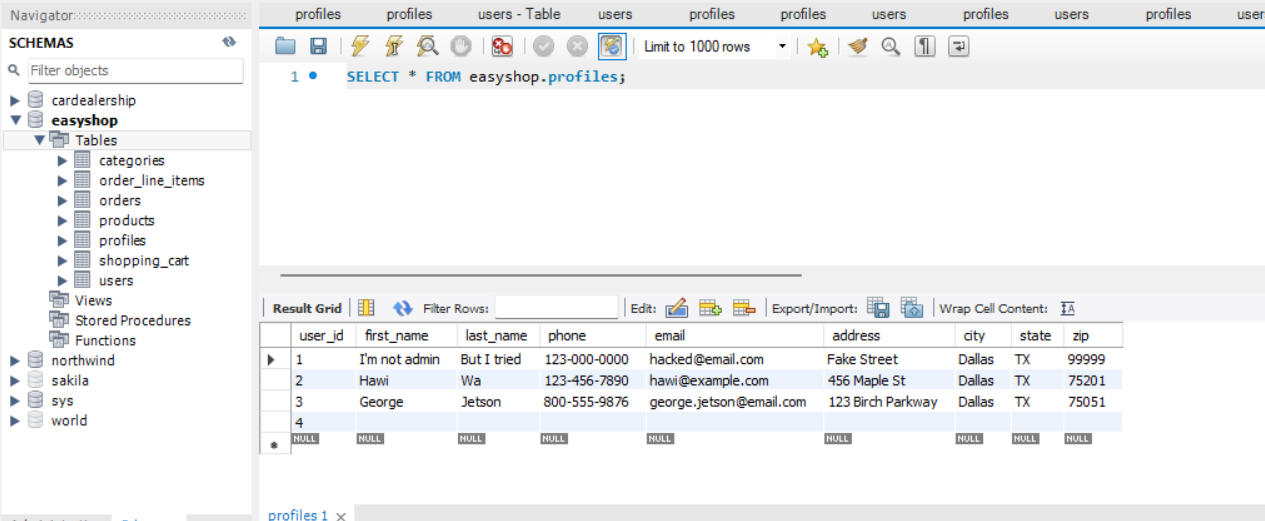 Navigator
profiles profiles users - Table users profiles profiles users profiles users profiles user
SCHEMAS
Filter objects
cardealership
easyshop
Tables
categories
order_line_items
orders
products
profiles
shopping_cart
users
Views
Stored Procedures
Functions
northwind
sakila
sys
world
Limit to 1000 rows
1 SELECT * FROM easyshop.profiles;
Result Grid Filter Rows: Edit: Export/Import: Wrap Cell Content: IA
user_id first_name last_name phone email address city state zip
1 I'm not admin But I tried 123-000-0000 hacked@email.com Fake Street Dallas TX 99999
2 Hawi Wa 123-456-7890 hawi@example.com 456 Maple St Dallas TX 75201
3 George Jetson 800-555-9876 george.jetson@email.com 123 Birch Parkway Dallas TX 75051
4
NULL NULL NULL NULL NULL NULL NULL NULL NULL
profiles 1